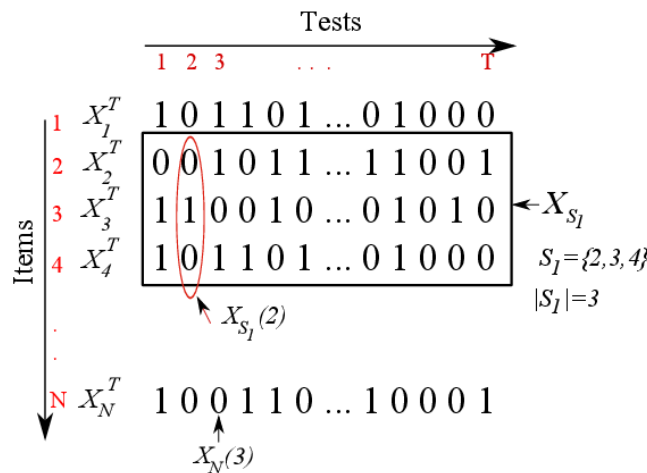 Tests
1 2 3 . . . T
1 X_1^T 1 0 1 1 0 1 ... 0 1 0 0 0
2 X_2^T 0 0 1 0 1 1 ... 1 1 0 0 1
3 X_3^T 1 1 0 0 1 0 ... 0 1 0 1 0
4 X_4^T 1 0 1 1 0 1 ... 0 1 0 0 0
X_{S_1}
S_1={2,3,4}
|S_1|=3
X_{S_1}(2)
Items
.
.
.
N X_N^T 1 0 0 1 1 0 ... 1 0 0 0 1
X_N(3)